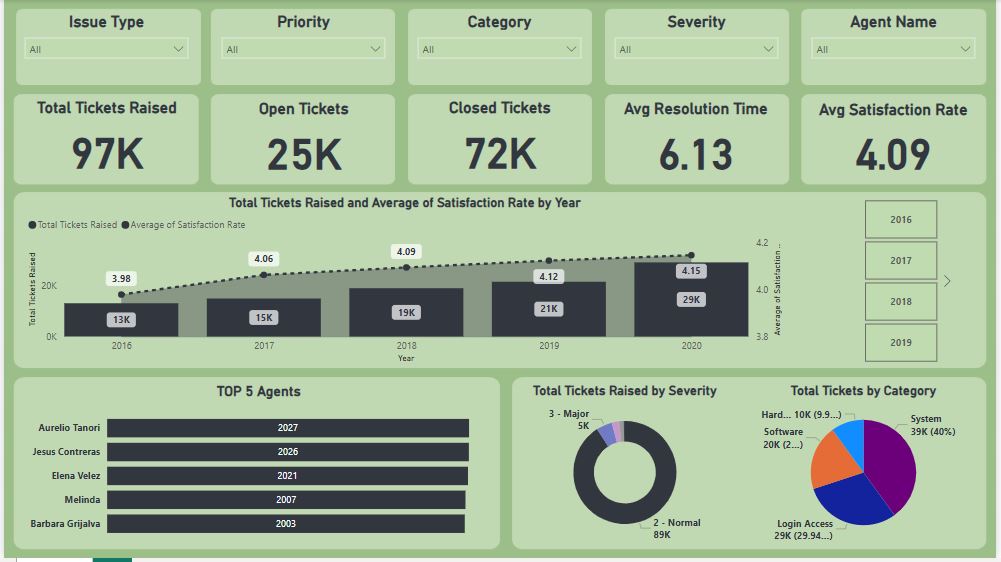 Issue Type
All
Priority
All
Category
All
Severity
All
Agent Name
All
Total Tickets Raised
97K
Open Tickets
25K
Closed Tickets
72K
Avg Resolution Time
6.13
Avg Satisfaction Rate
4.09
Total Tickets Raised and Average of Satisfaction Rate by Year
Total Tickets Raised Average of Satisfaction Rate
Total Tickets Raised
20K
0K
3.98
4.06
4.09
4.12
4.15
13K
15K
19K
21K
29K
2016
2017
2018
2019
2020
Year
4.2
4.0
3.8
Average of Satisfaction ...
2016
2017
2018
2019
TOP 5 Agents
Aurelio Tanori 2027
Jesus Contreras 2026
Elena Velez 2021
Melinda 2007
Barbara Grijalva 2003
Total Tickets Raised by Severity
3 - Major
5K
2 - Normal
89K
Total Tickets by Category
Hard... 10K (9.9...)
Software
20K (2...)
System
39K (40%)
Login Access
29K (29.94...)